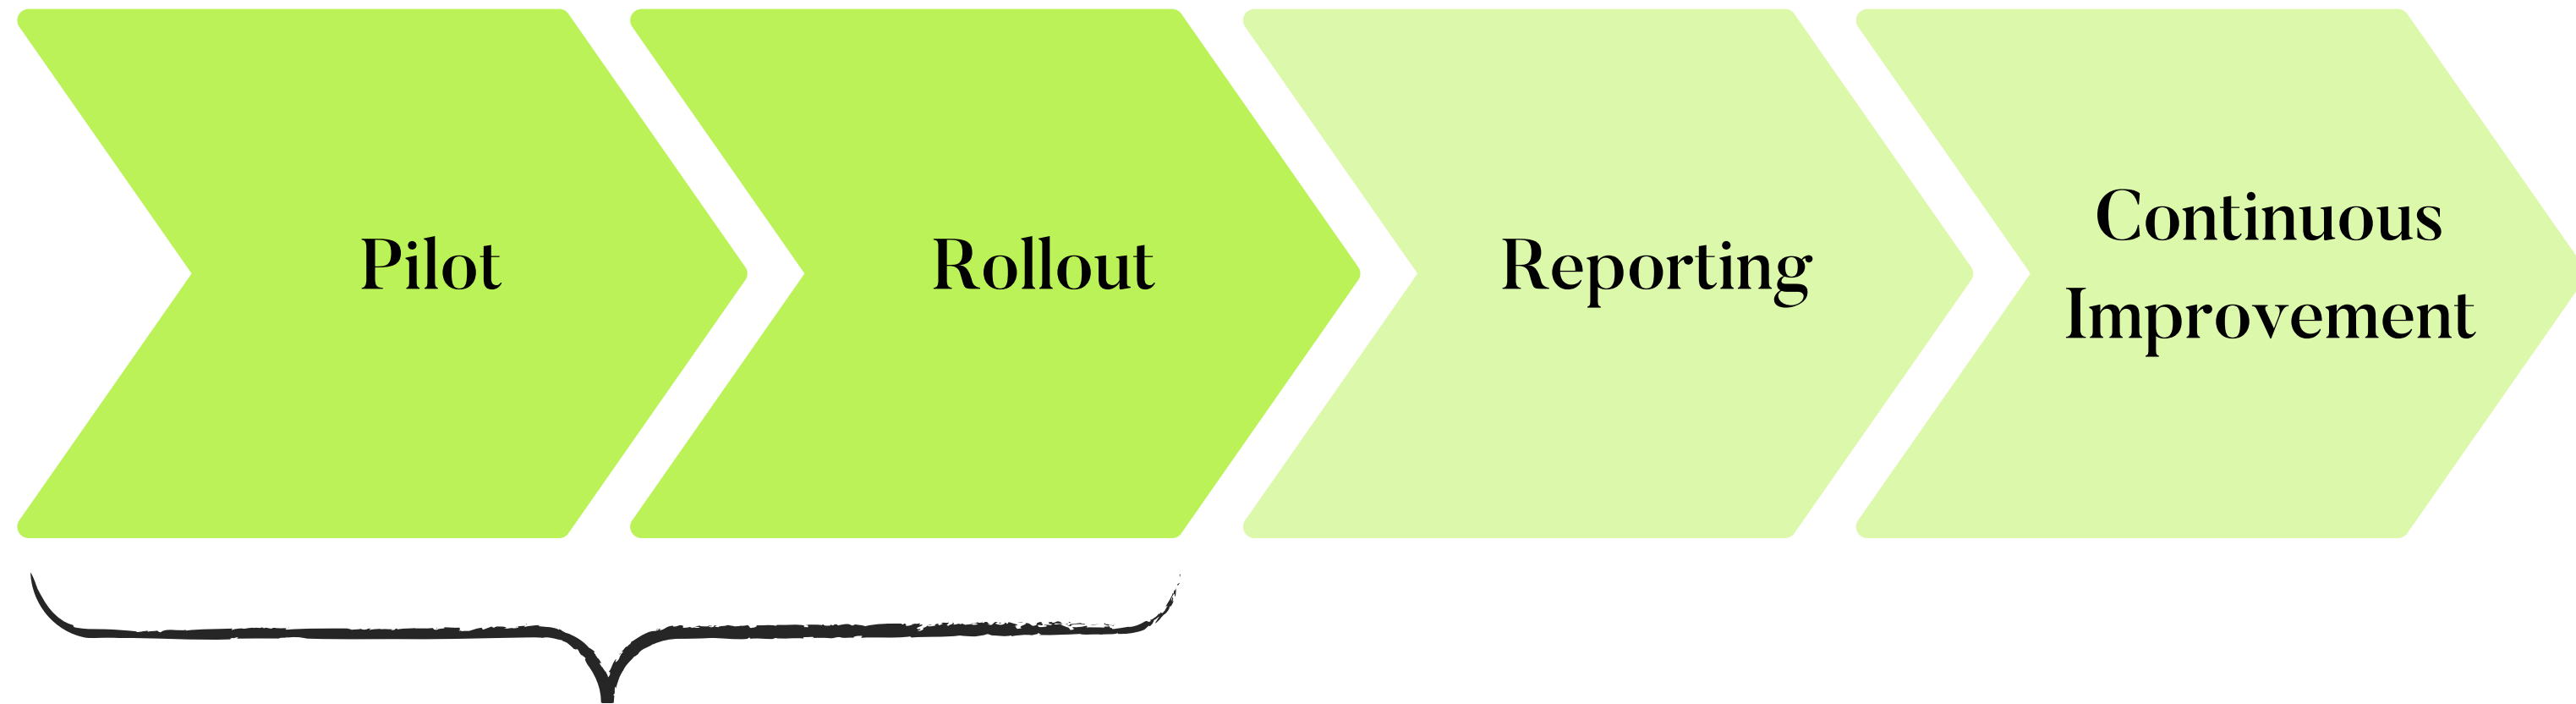 Pilot
Rollout
Reporting
Continuous
Improvement